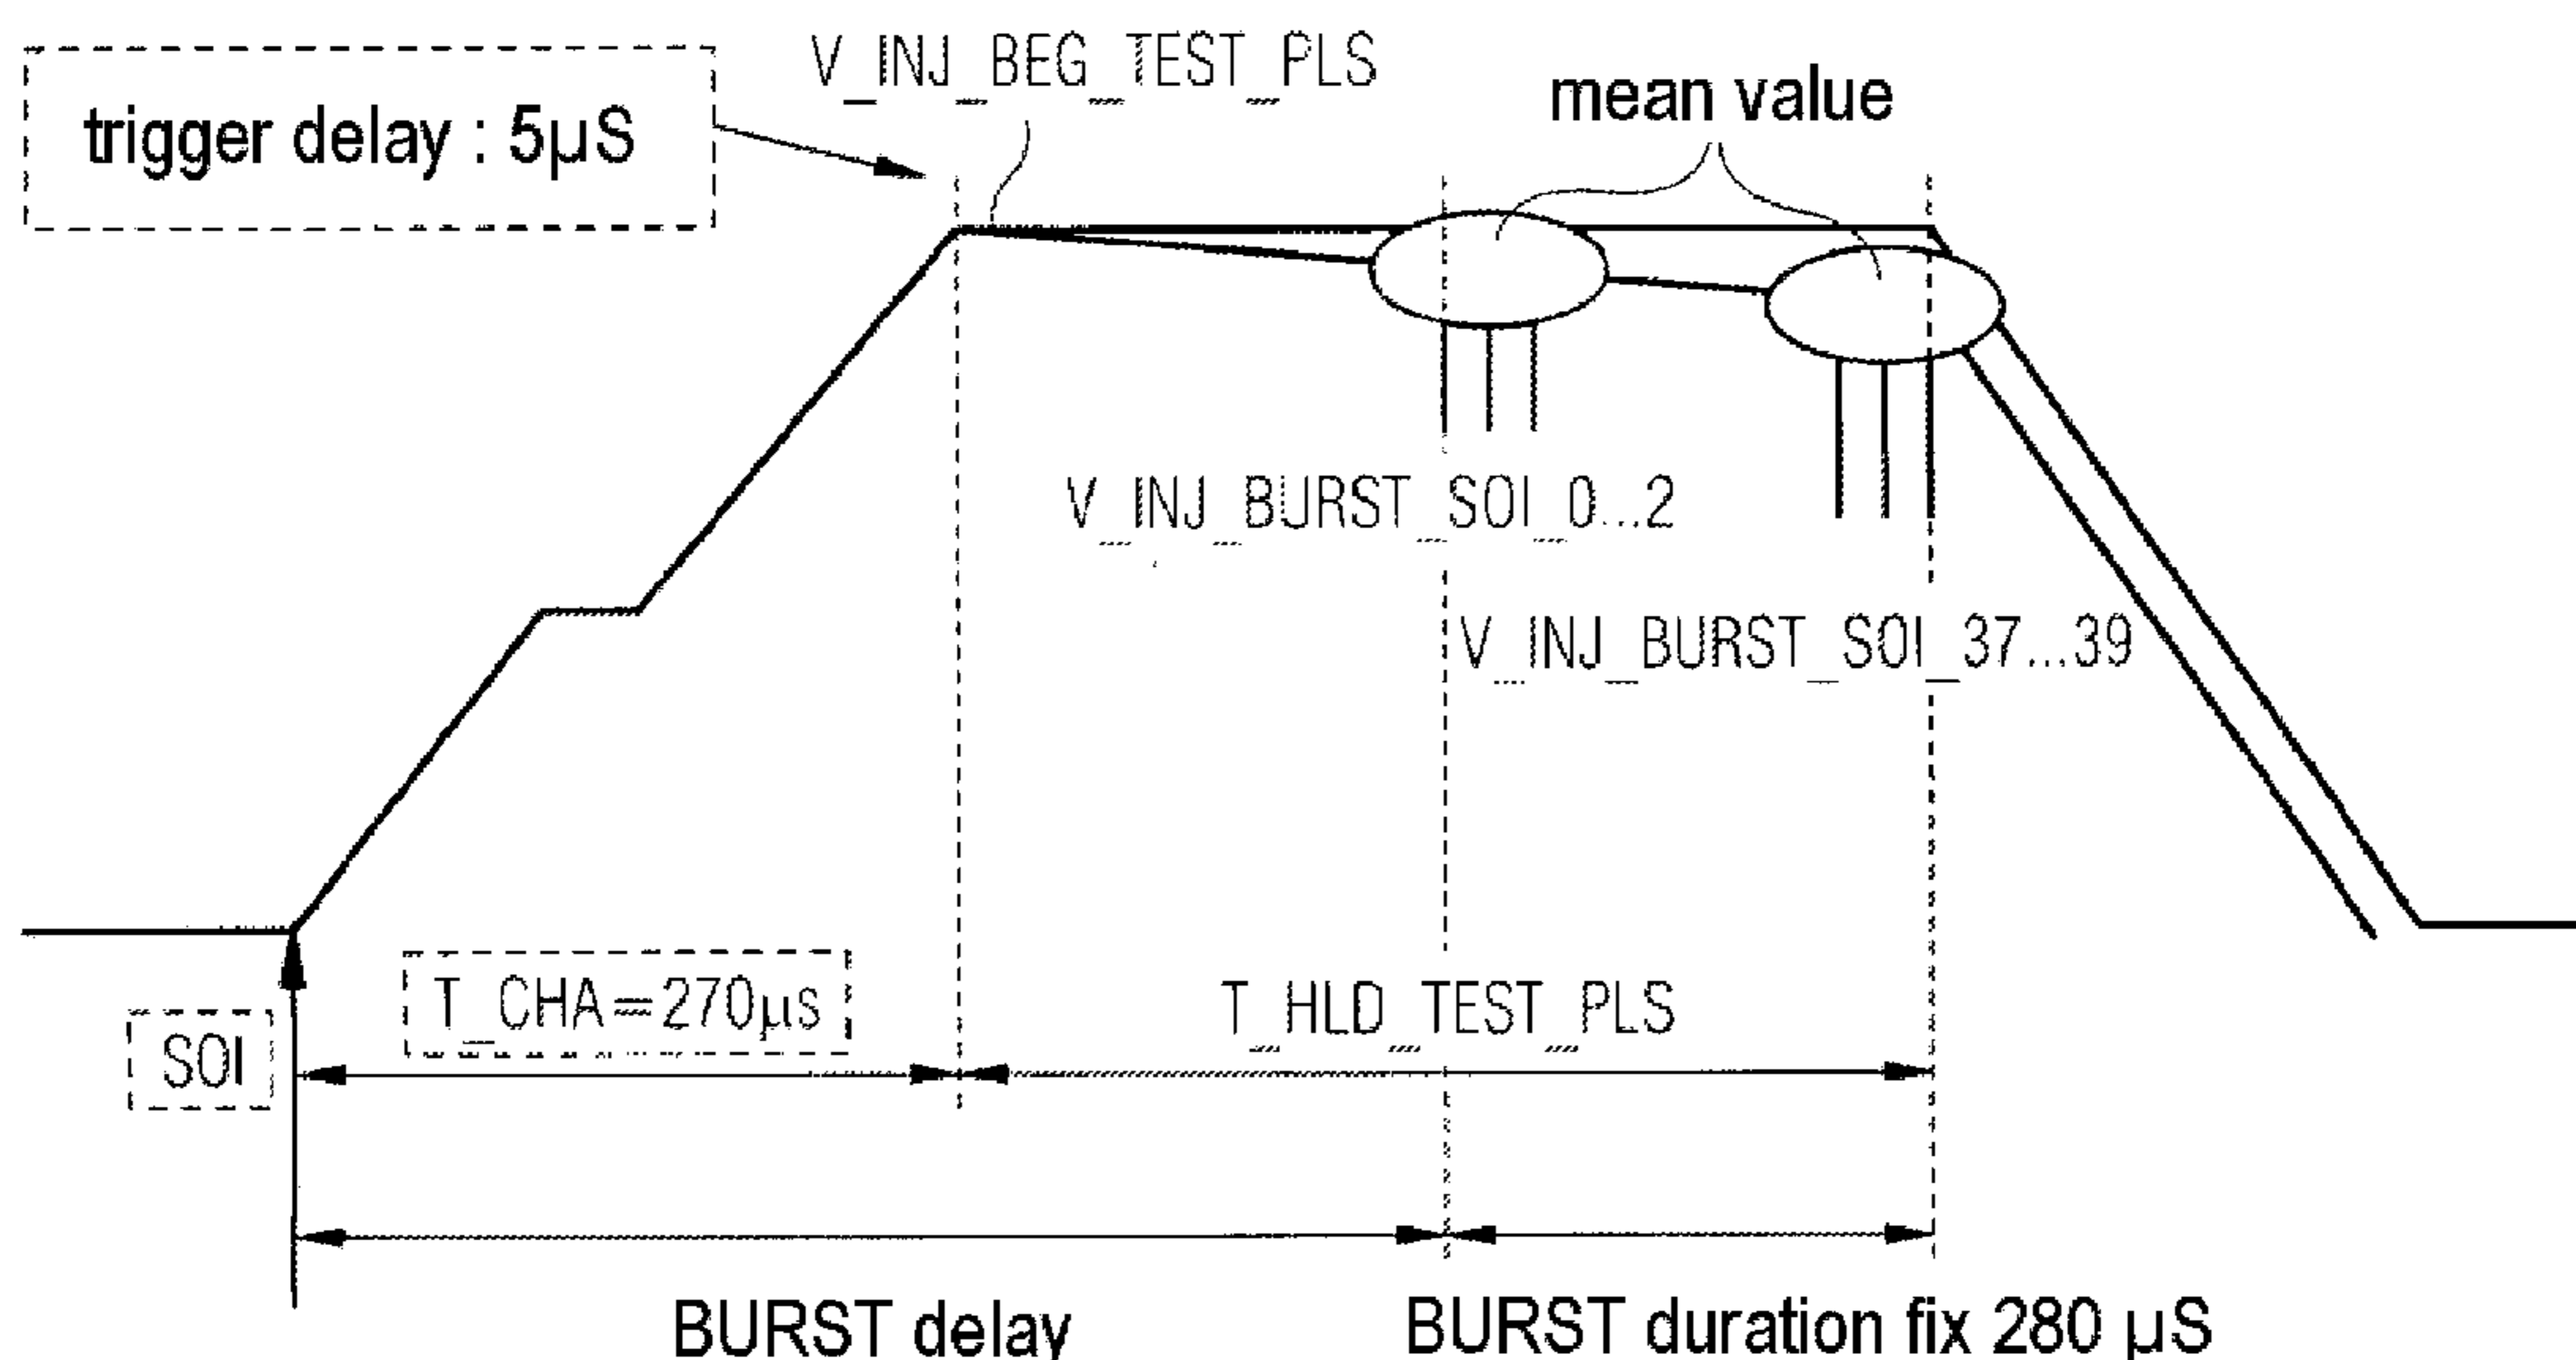 V_INJ_BEG_TEST_PLS
trigger delay : 5µS
mean value
V_INJ_BURST_SOI_0...2
V_INJ_BURST_SOI_37...39
T_CHA=270µs
T_HLD_TEST_PLS
SOI
BURST delay
BURST duration fix 280 µS